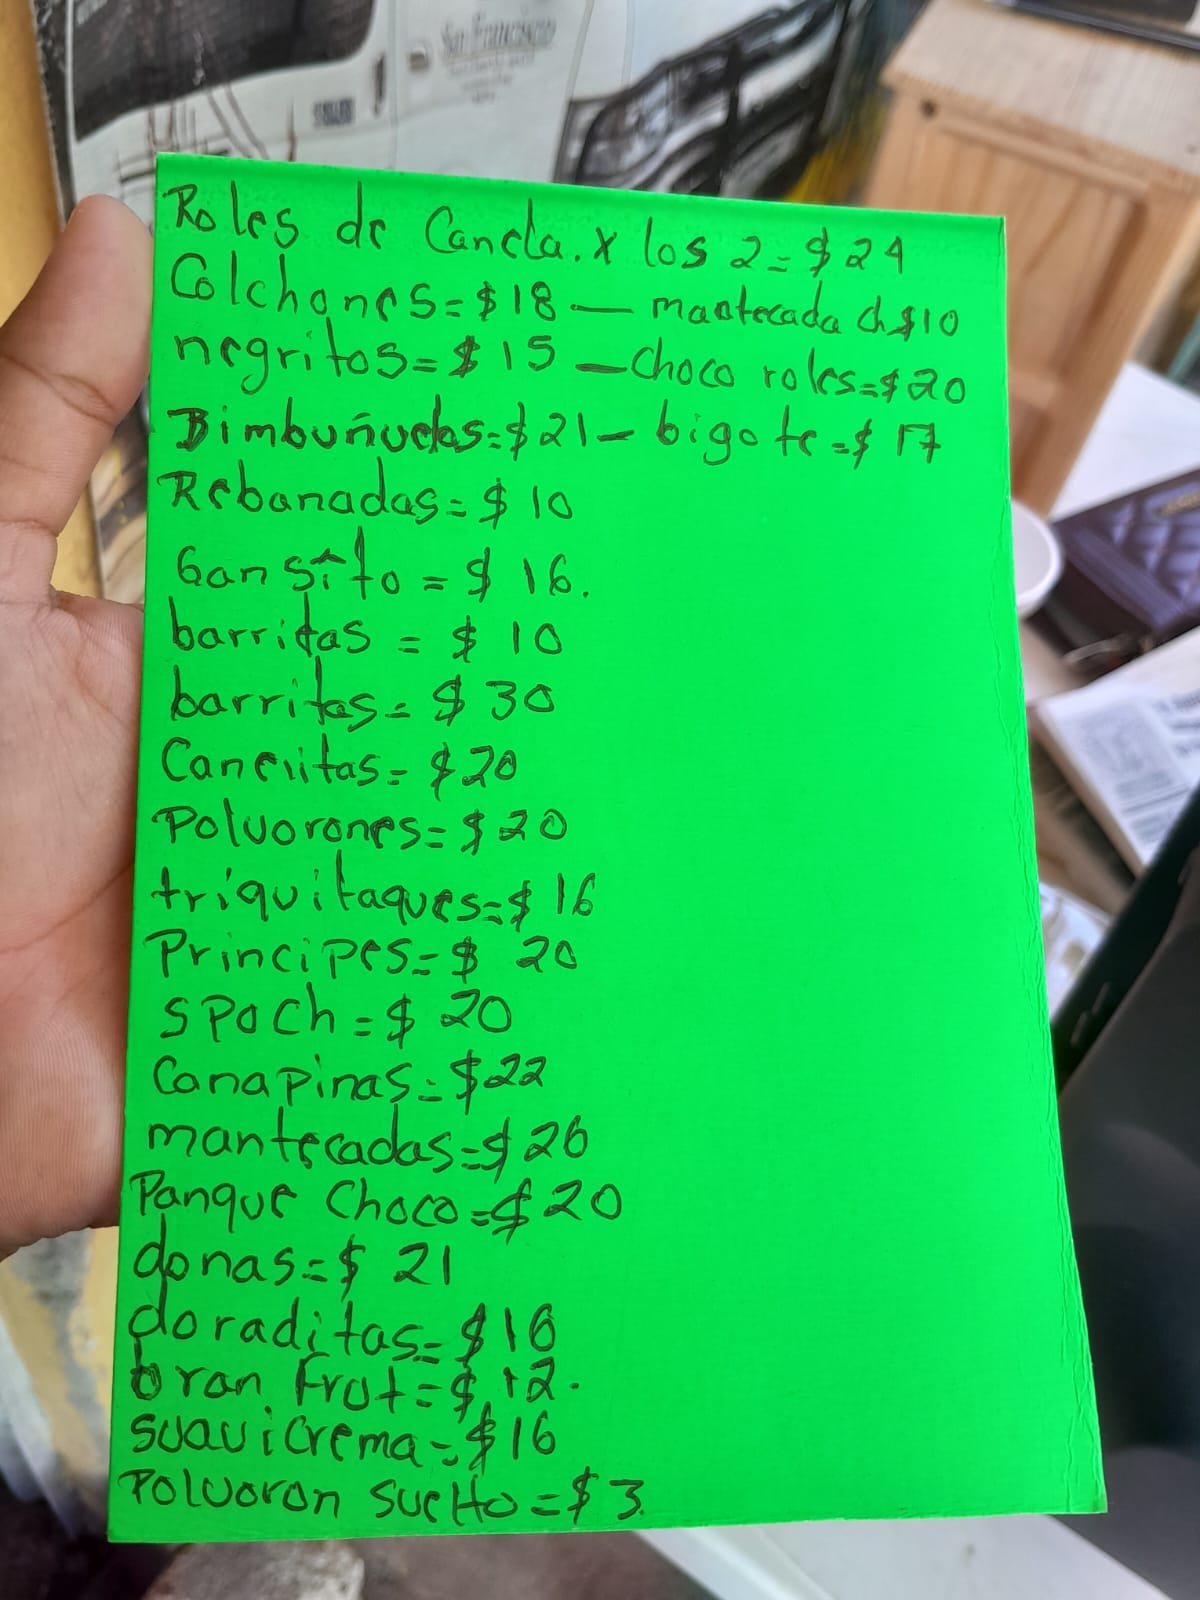 San Francisco
Roles de Canela. x los 2 = $ 24
Colchones = $ 18 — mantecada ch $10
negritos = $ 15 — choco roles = $ 20
Bimbuñuelos = $ 21 — bigote = $ 17
Rebanadas = $ 10
Gansito = $ 16.
barritas = $ 10
barritas = $ 30
Canelitas = $20
Polvorones = $ 20
triquitaques = $ 16
Principes = $ 20
spoch = $ 20
Canapinas = $22
mantecadas = $ 26
Panque Choco = $ 20
donas = $ 21
doraditas = $ 16
bran Frut = $ 12.
suavicrema = $ 16
Polvoron suelto = $ 3.